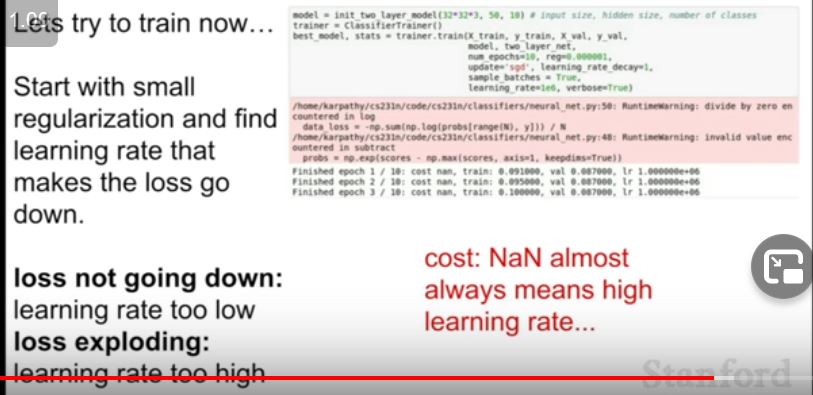 1.00
Lets try to train now…
Start with small
regularization and find
learning rate that
makes the loss go
down.
loss not going down:
learning rate too low
loss exploding:
learning rate too high
model = init_two_layer_model(32*32*3, 50, 10) # input size, hidden size, number of classes
trainer = ClassifierTrainer()
best_model, stats = trainer.train(X_train, y_train, X_val, y_val,
model, two_layer_net,
num_epochs=10, reg=0.000001,
update='sgd', learning_rate_decay=1,
sample_batches = True,
learning_rate=1e6, verbose=True)
/home/karpathy/cs231n/code/cs231n/classifiers/neural_net.py:50: RuntimeWarning: divide by zero en
countered in log
data_loss = -np.sum(np.log(probs[range(N), y])) / N
/home/karpathy/cs231n/code/cs231n/classifiers/neural_net.py:48: RuntimeWarning: invalid value enc
ountered in subtract
probs = np.exp(scores - np.max(scores, axis=1, keepdims=True))
Finished epoch 1 / 10: cost nan, train: 0.091000, val 0.087000, lr 1.000000e+06
Finished epoch 2 / 10: cost nan, train: 0.095000, val 0.087000, lr 1.000000e+06
Finished epoch 3 / 10: cost nan, train: 0.100000, val 0.087000, lr 1.000000e+06
cost: NaN almost
always means high
learning rate...
Stanford